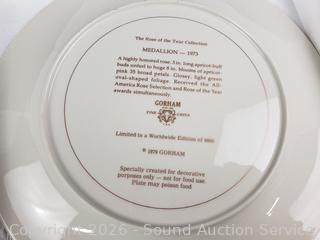 The Rose of the Year Collection
MEDALLION — 1973
A highly honored rose. 3 in. long apricot-buff
buds unfurl to huge 8 in. blooms of apricot-
pink 35 broad petals. Glossy, light green
oval-shaped foliage. Received the All-
America Rose Selection and Rose of the Year
awards simultaneously.
GORHAM
FINE CHINA
Limited in a Worldwide Edition of
© 1979 GORHAM
Specially created for decorative
purposes only — not for food use.
Plate may poison food
Copyright 2026 - Sound Auction Service